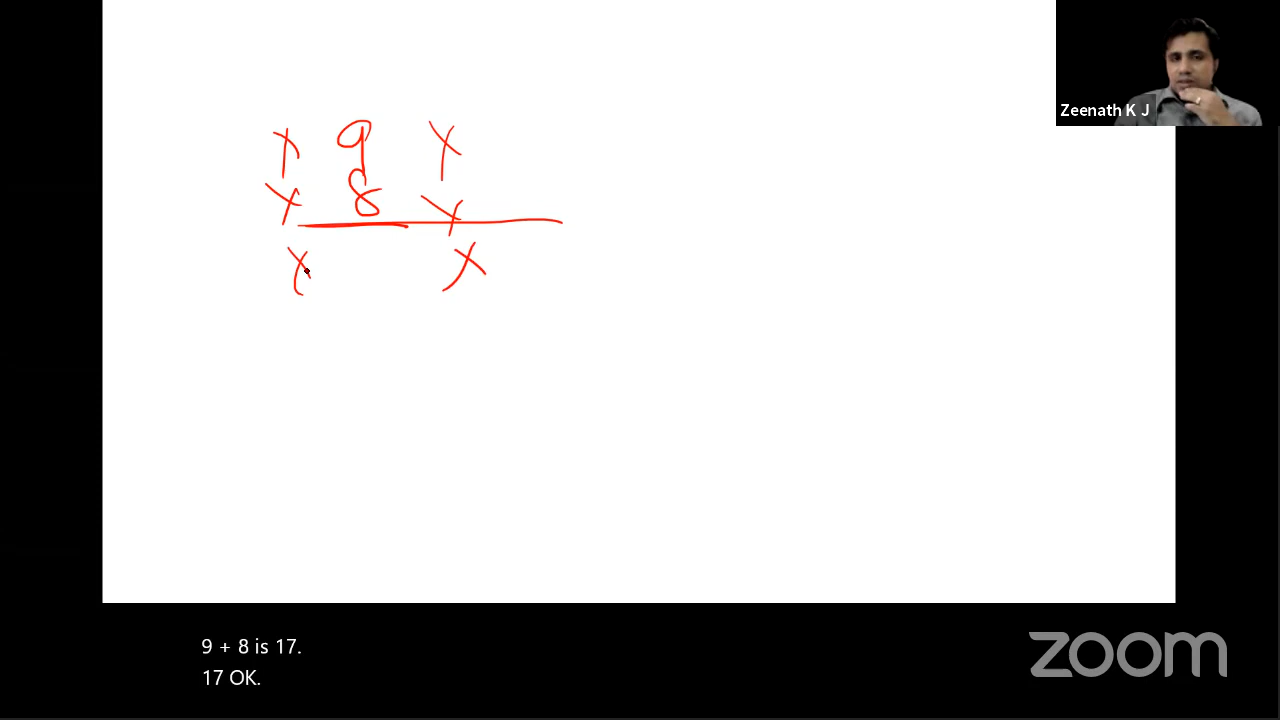 Zeenath K J
x 9 x
x 8 x
x x
9 + 8 is 17.
17 OK.
zoom